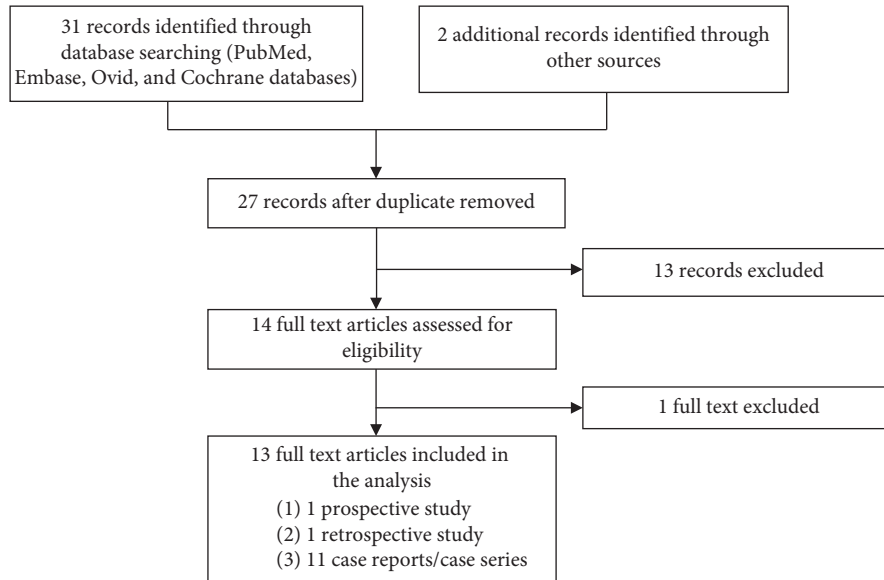 31 records identified through
database searching (PubMed,
Embase, Ovid, and Cochrane databases)
2 additional records identified through
other sources
27 records after duplicate removed
13 records excluded
14 full text articles assessed for
eligibility
1 full text excluded
13 full text articles included in
the analysis
(1) 1 prospective study
(2) 1 retrospective study
(3) 11 case reports/case series